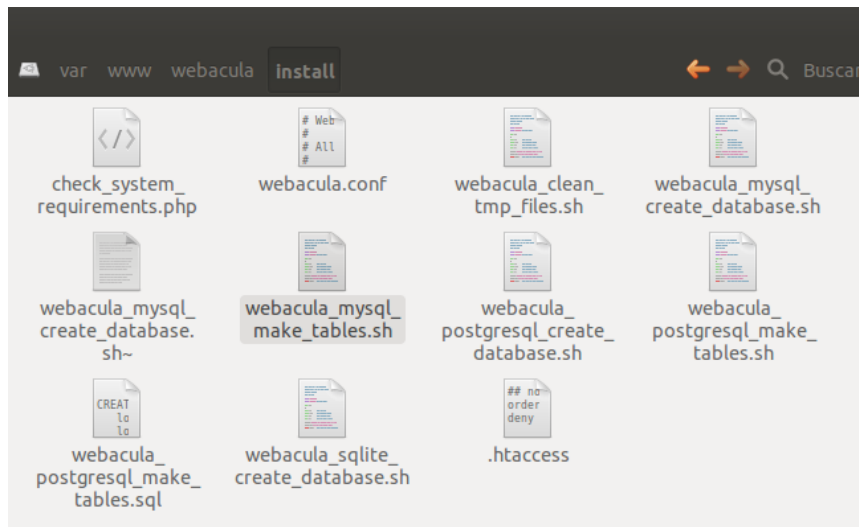 var www webacula install Buscar
</> # Web
# # All
#
check_system_
requirements.php
webacula.conf
webacula_clean_
tmp_files.sh
webacula_mysql_
create_database.sh
webacula_mysql_
create_database.
sh~
webacula_mysql_
make_tables.sh
webacula_
postgresql_create_
database.sh
webacula_
postgresql_make_
tables.sh
CREAT
lo
lo
webacula_
postgresql_make_
tables.sql
webacula_sqlite_
create_database.sh
## no
order
deny
.htaccess